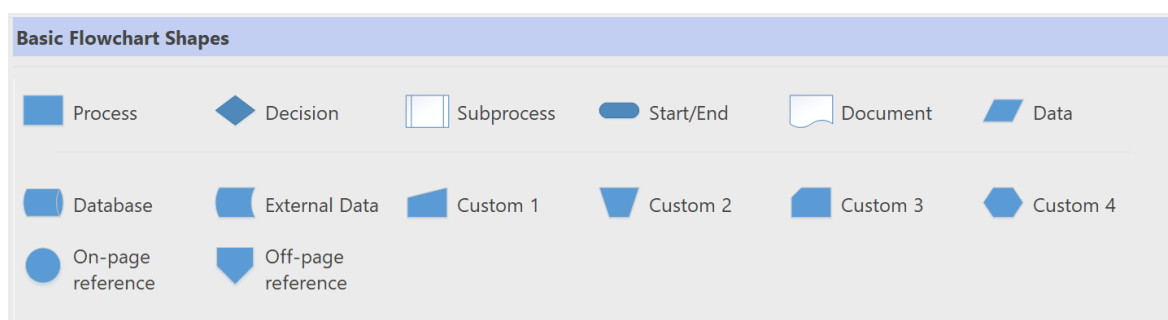 Basic Flowchart Shapes
Process Decision Subprocess Start/End Document Data
Database External Data Custom 1 Custom 2 Custom 3 Custom 4
On-page
reference
Off-page
reference